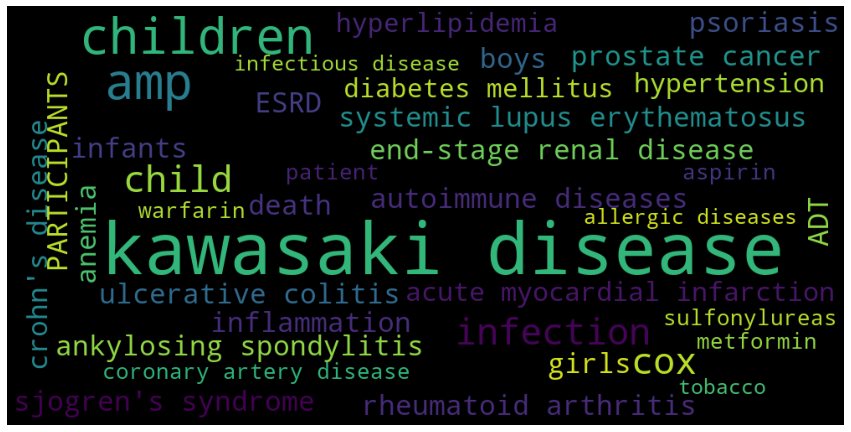 hyperlipidemia
psoriasis
children
infectious disease
boys
prostate cancer
amp
ESRD
diabetes mellitus
hypertension
systemic lupus erythematosus
crohn's disease
PARTICIPANTS
infants
end-stage renal disease
child
patient
aspirin
anemia
warfarin
death
autoimmune diseases
allergic diseases
ADT
kawasaki disease
ulcerative colitis
acute myocardial infarction
inflammation
infection
sulfonylureas
ankylosing spondylitis
metformin
coronary artery disease
girls
cox
tobacco
sjogren's syndrome
rheumatoid arthritis